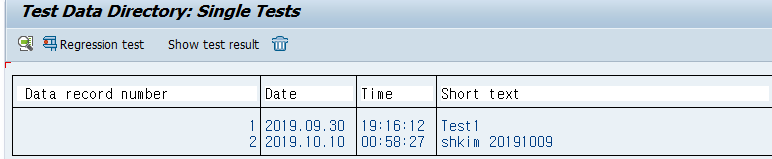 Test Data Directory: Single Tests
Regression test Show test result
Data record number Date Time Short text
1 2019.09.30 19:16:12 Test1
2 2019.10.10 00:58:27 shkim 20191009